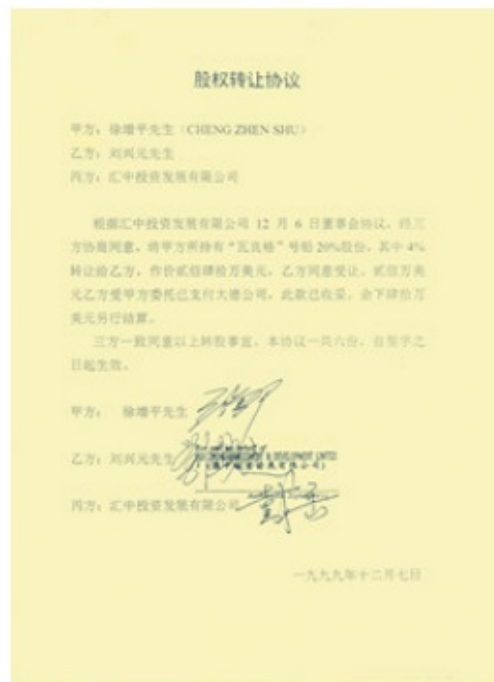 股权转让协议
甲方：徐增平先生（CHENG ZHEN SHU）
乙方：刘兴元先生
丙方：汇中投资发展有限公司
根据汇中投资发展有限公司 12 月 6 日董事会协议，经三
方协商同意，将甲方所持有“瓦良格”号船 20%股份，其中 4%
转让给乙方，作价贰佰肆拾万美元，乙方同意受让，贰佰万美
元乙方受甲方委托已支付大德公司，此款已收妥，余下肆拾万
美元另行结算。
三方一致同意以上转股事宜，本协议一共六份，自签字之
日起生效。
甲方： 徐增平先生
乙方：刘兴元先生
& DEVELOPMENT LIMITED
丙方：汇中投资发展有限公司
一九九九年十二月七日